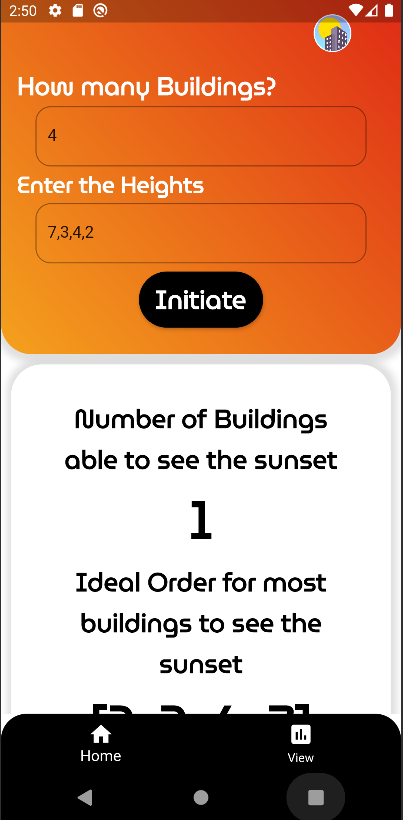 2:50
How many Buildings?
4
Enter the Heights
7,3,4,2
Initiate
Number of Buildings
able to see the sunset
1
Ideal Order for most
buildings to see the
sunset
Home
View